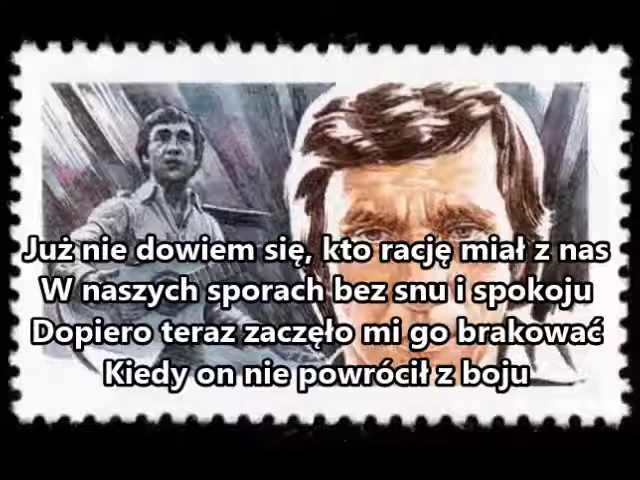 Już nie dowiem się, kto rację miał z nas
W naszych sporach bez snu i spokoju
Dopiero teraz zaczęło mi go brakować
Kiedy on nie powrócił z boju